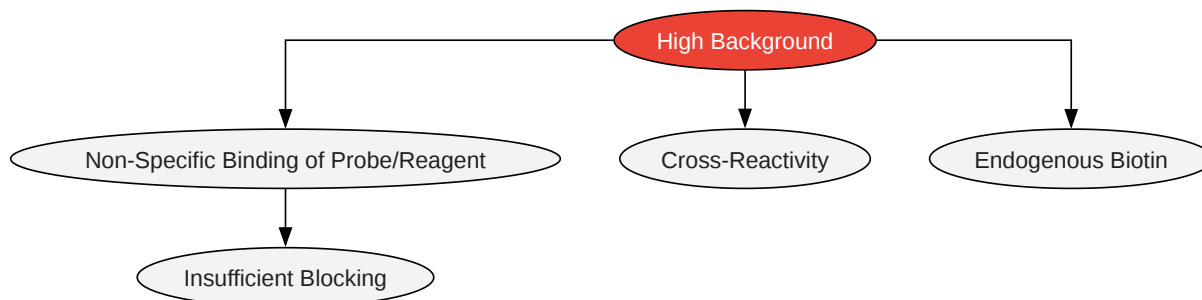 High Background
Non-Specific Binding of Probe/Reagent
Cross-Reactivity
Endogenous Biotin
Insufficient Blocking